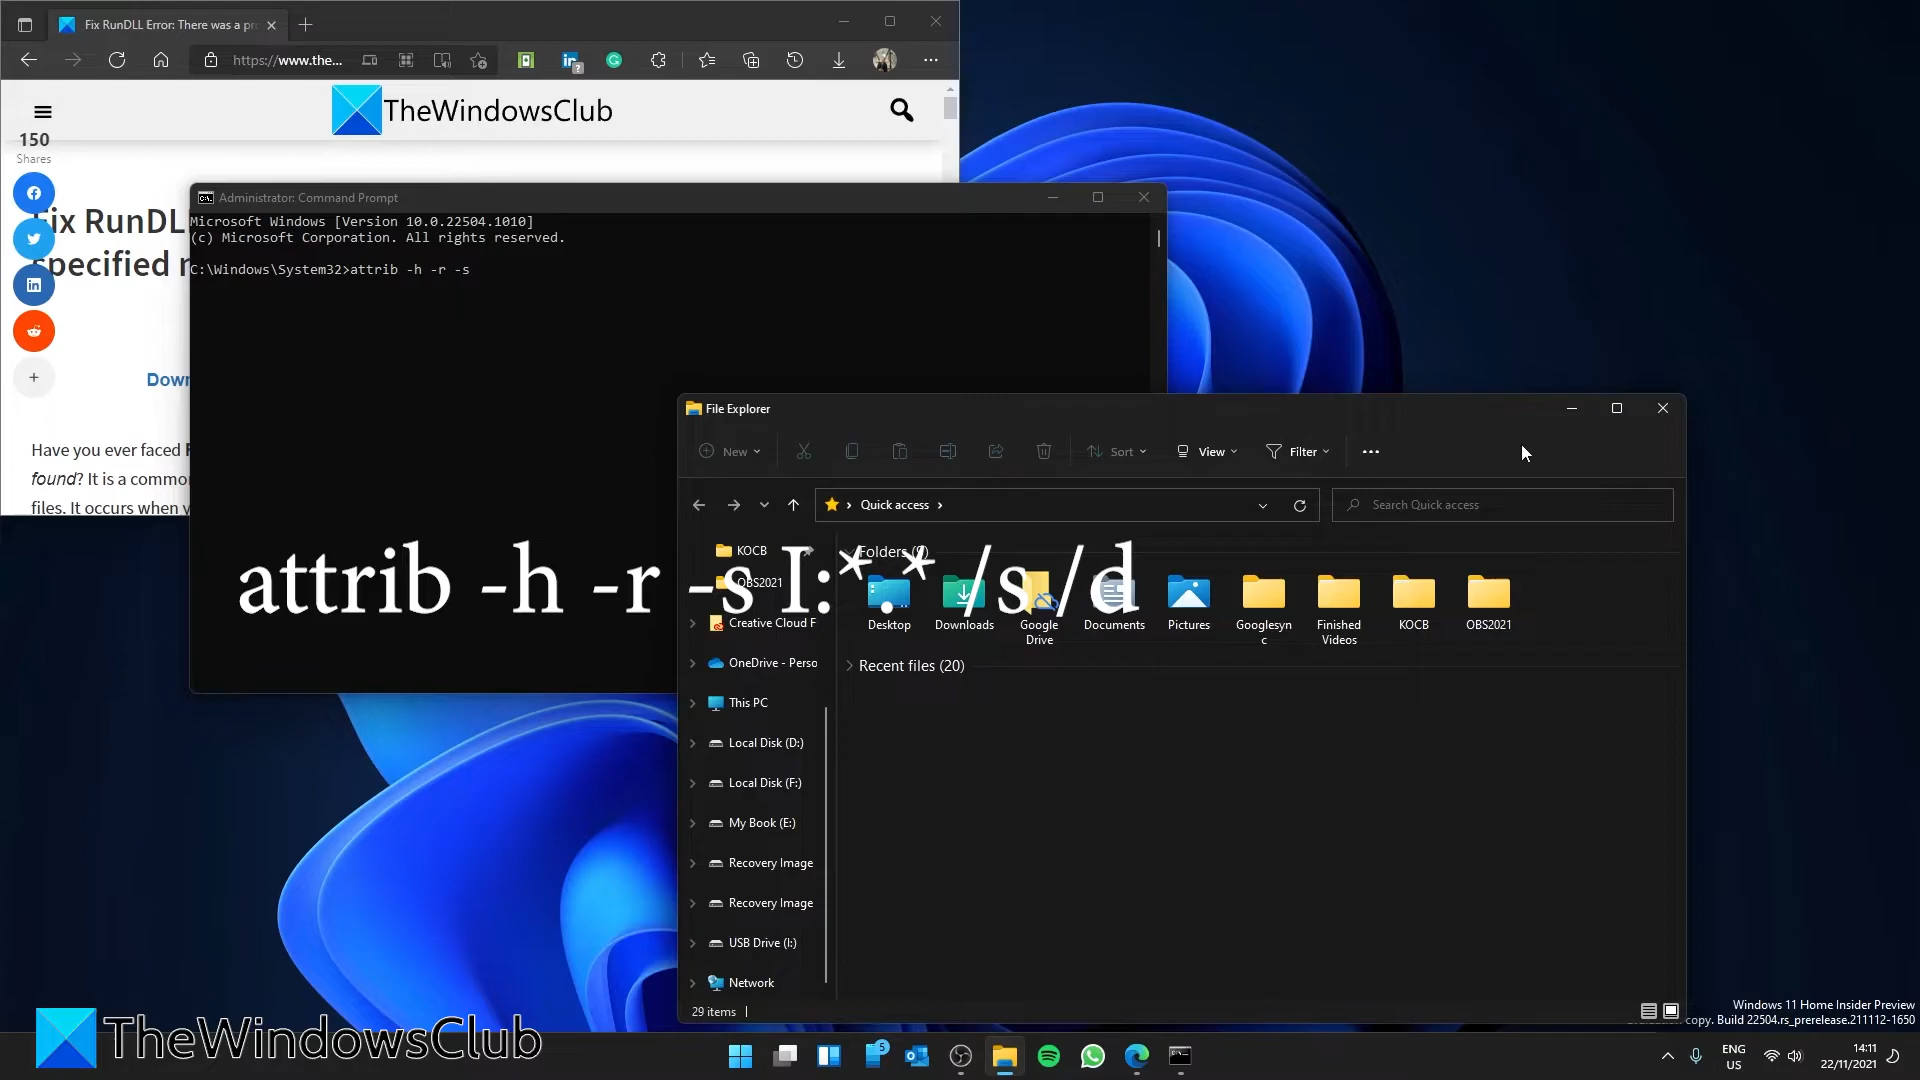 Fix RunDLL Error: There was a pr
https://www.the...
TheWindowsClub
150
Shares
Fix RunDL
specified
Down
Have you ever faced
found? It is a commo
files. It occurs when
Administrator: Command Prompt
Microsoft Windows [Version 10.0.22504.1010]
(c) Microsoft Corporation. All rights reserved.
C:\Windows\System32>attrib -h -r -s
File Explorer
New
Sort
View
Filter
Quick access
Search Quick access
attrib -h -r -s I:*.* /s /d
KOCB
OBS2021
Creative Cloud F
OneDrive - Perso
This PC
Local Disk (D:)
Local Disk (F:)
My Book (E:)
Recovery Image
Recovery Image
USB Drive (I:)
Network
Folders (9)
Desktop
Downloads
Google
Drive
Documents
Pictures
Googlesyn
c
Finished
Videos
KOCB
OBS2021
Recent files (20)
29 items
Windows 11 Home Insider Preview
copy. Build 22504.rs_prerelease.211112-1650
TheWindowsClub
5
ENG
US
14:11
22/11/2021